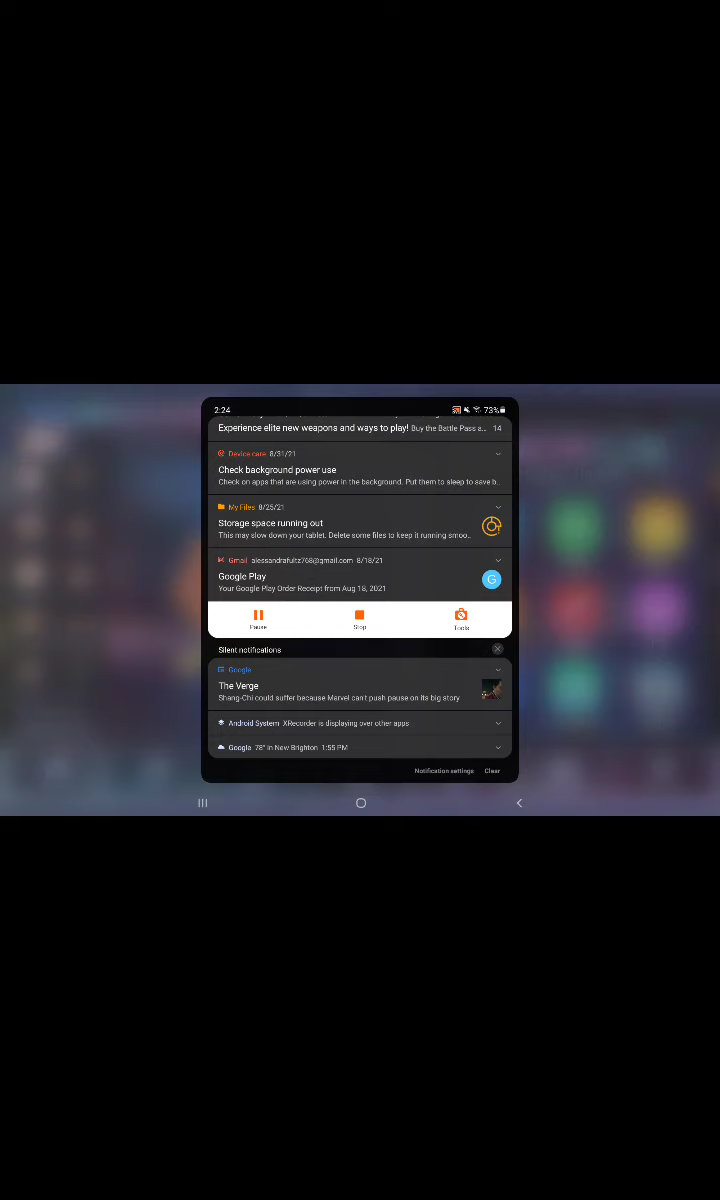 2:24 73%
Experience elite new weapons and ways to play! Buy the Battle Pass a... 14
Device care 8/31/21
Check background power use
Check on apps that are using power in the background. Put them to sleep to save b..
My Files 8/25/21
Storage space running out
This may slow down your tablet. Delete some files to keep it running smoo..
Gmail alessandrafultz768@gmail.com 8/18/21
Google Play
G
Your Google Play Order Receipt from Aug 18, 2021
Pause Stop Tools
Silent notifications
Google
The Verge
Shang-Chi could suffer because Marvel can't push pause on its big story
Android System XRecorder is displaying over other apps
Google 78° in New Brighton 1:55 PM
Notification settings Clear